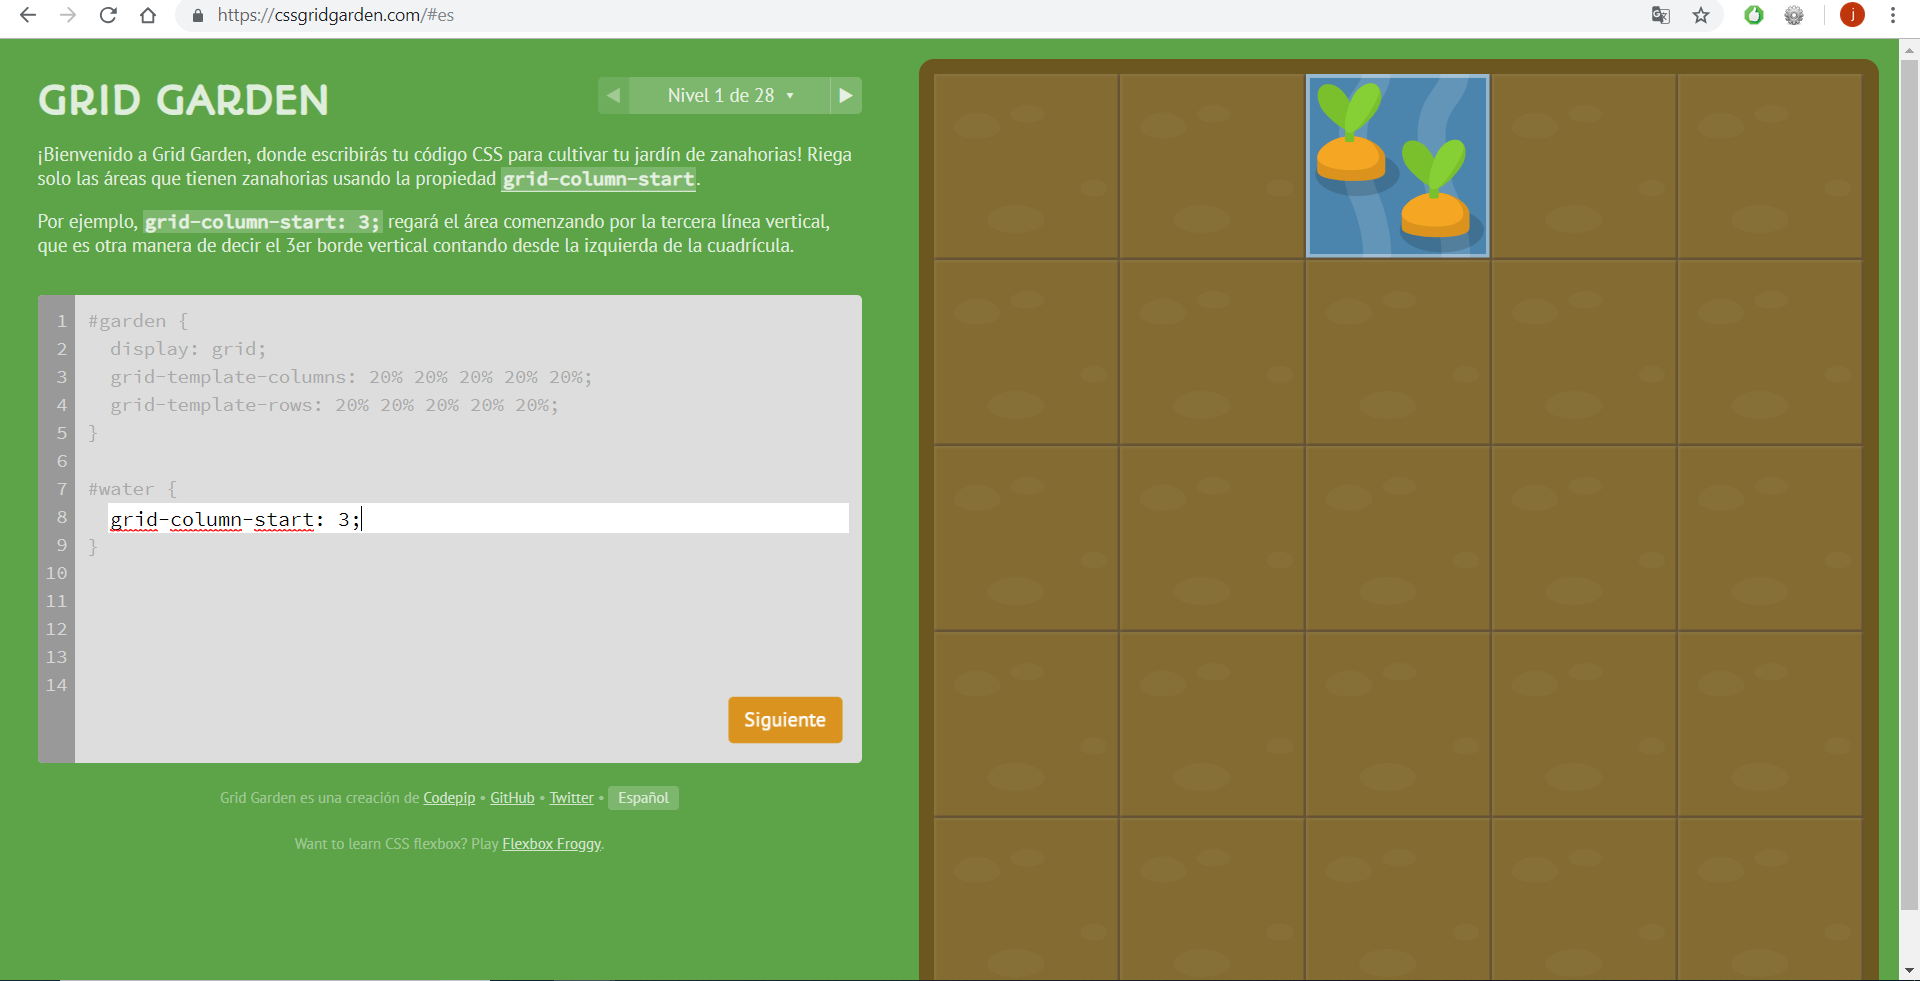 https://cssgridgarden.com/#es
j
GRID GARDEN
Nivel 1 de 28
¡Bienvenido a Grid Garden, donde escribirás tu código CSS para cultivar tu jardín de zanahorias! Riega
solo las áreas que tienen zanahorias usando la propiedad grid-column-start.
Por ejemplo, grid-column-start: 3; regará el área comenzando por la tercera línea vertical,
que es otra manera de decir el 3er borde vertical contando desde la izquierda de la cuadrícula.
1 #garden {
2 display: grid;
3 grid-template-columns: 20% 20% 20% 20% 20%;
4 grid-template-rows: 20% 20% 20% 20% 20%;
5 }
6
7 #water {
8 grid-column-start: 3;
9 }
10
11
12
13
14
Siguiente
Grid Garden es una creación de Codepip • GitHub • Twitter • Español
Want to learn CSS flexbox? Play Flexbox Froggy.